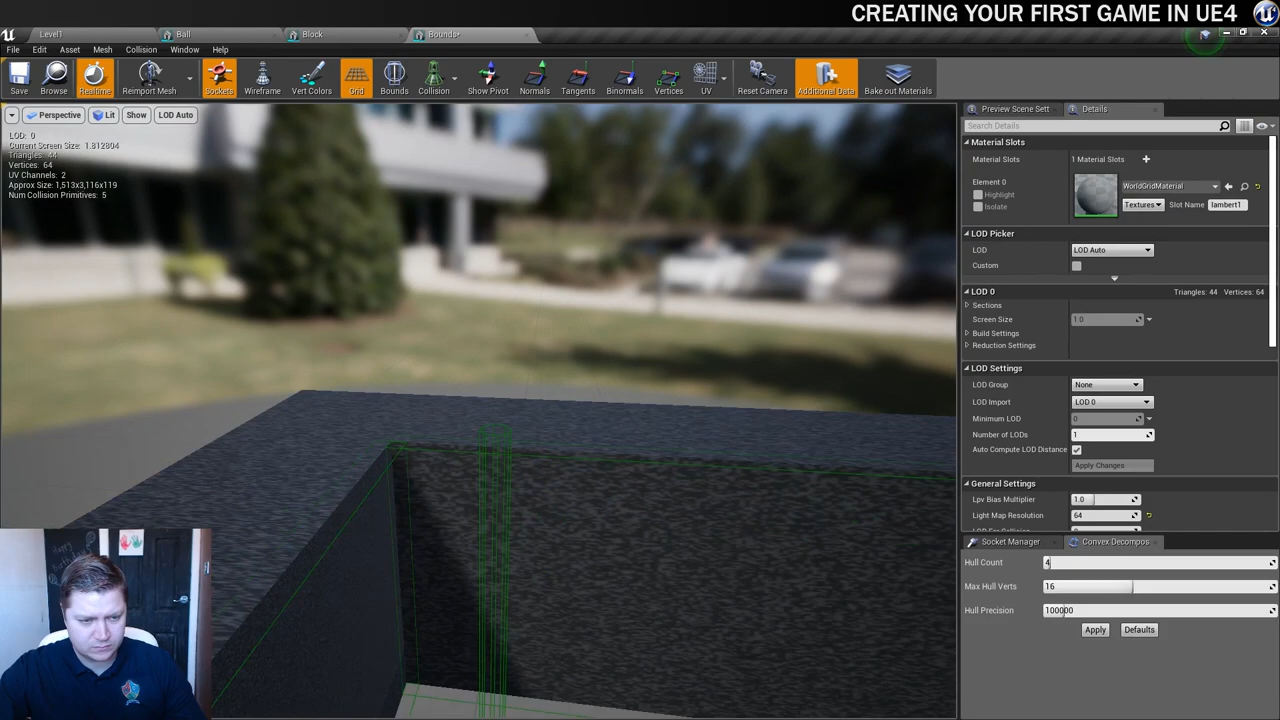 CREATING YOUR FIRST GAME IN UE4
Level1
Ball
Block
Bounds*
File Edit Asset Mesh Collision Window Help
Save Browse Realtime Reimport Mesh Sockets Wireframe Vert Colors Grid Bounds Collision Show Pivot Normals Tangents Binormals Vertices UV Reset Camera Additional Data Bake out Materials
Perspective Lit Show LOD Auto
LOD: 0
Current Screen Size: 1.812804
Triangles: 44
Vertices: 64
UV Channels: 2
Approx Size: 1,513x3,116x119
Num Collision Primitives: 5
Preview Scene Sett Details
Search Details
Material Slots
Material Slots 1 Material Slots
Element 0
Highlight
Isolate
WorldGridMaterial
Textures Slot Name lambert1
LOD Picker
LOD LOD Auto
Custom
LOD 0 Triangles: 44 Vertices: 64
Sections
Screen Size 1.0
Build Settings
Reduction Settings
LOD Settings
LOD Group None
LOD Import LOD 0
Minimum LOD 0
Number of LODs 1
Auto Compute LOD Distance
Apply Changes
General Settings
Lpv Bias Multiplier 1.0
Light Map Resolution 64
Socket Manager Convex Decompos
Hull Count 4
Max Hull Verts 16
Hull Precision 100000
Apply Defaults